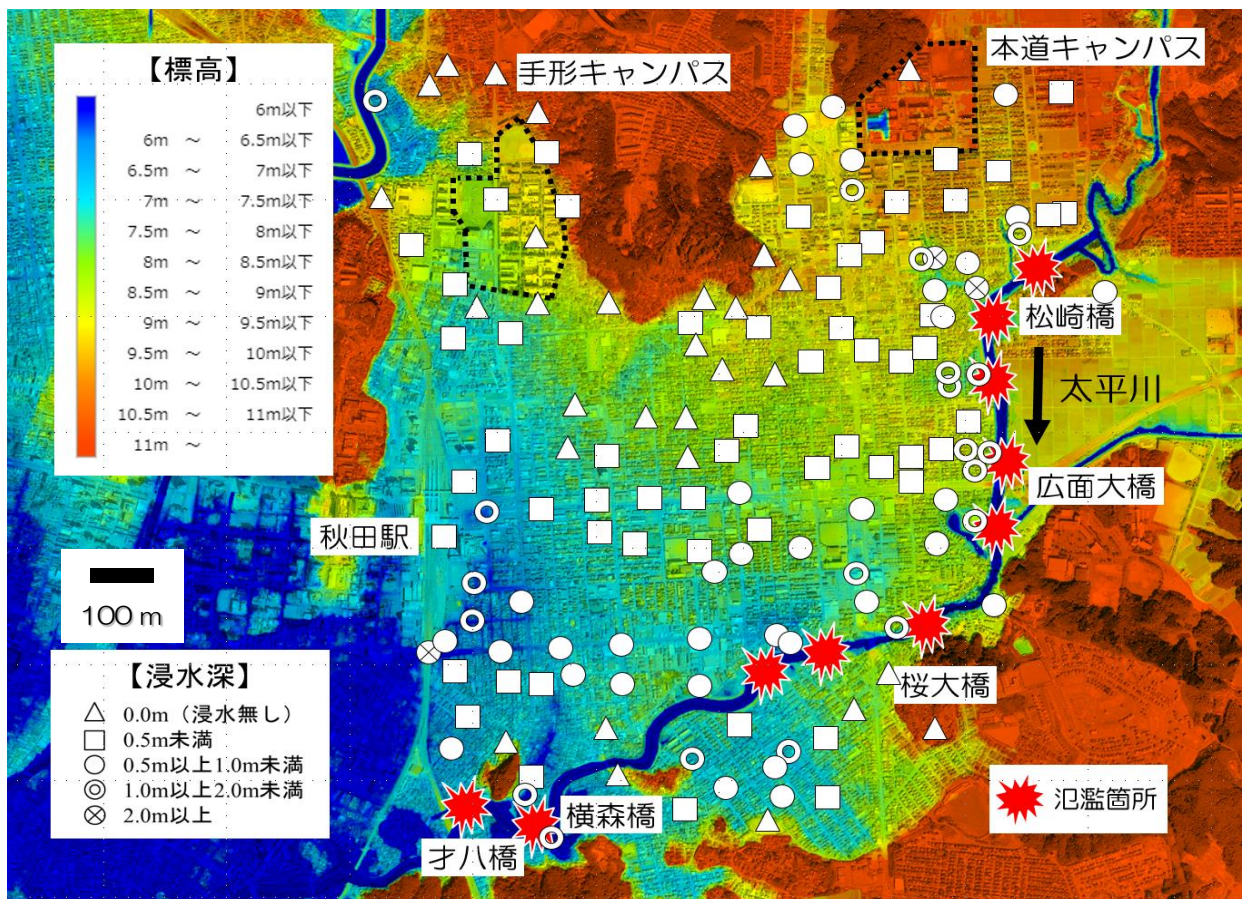 【標高】
6m以下
6m ～ 6.5m以下
6.5m ～ 7m以下
7m ～ 7.5m以下
7.5m ～ 8m以下
8m ～ 8.5m以下
8.5m ～ 9m以下
9m ～ 9.5m以下
9.5m ～ 10m以下
10m ～ 10.5m以下
10.5m ～ 11m以下
11m ～
手形キャンパス
本道キャンパス
松崎橋
太平川
広面大橋
秋田駅
100 m
桜大橋
【浸水深】
0.0m（浸水無し）
0.5m未満
0.5m以上1.0m未満
1.0m以上2.0m未満
2.0m以上
横森橋
才八橋
氾濫箇所